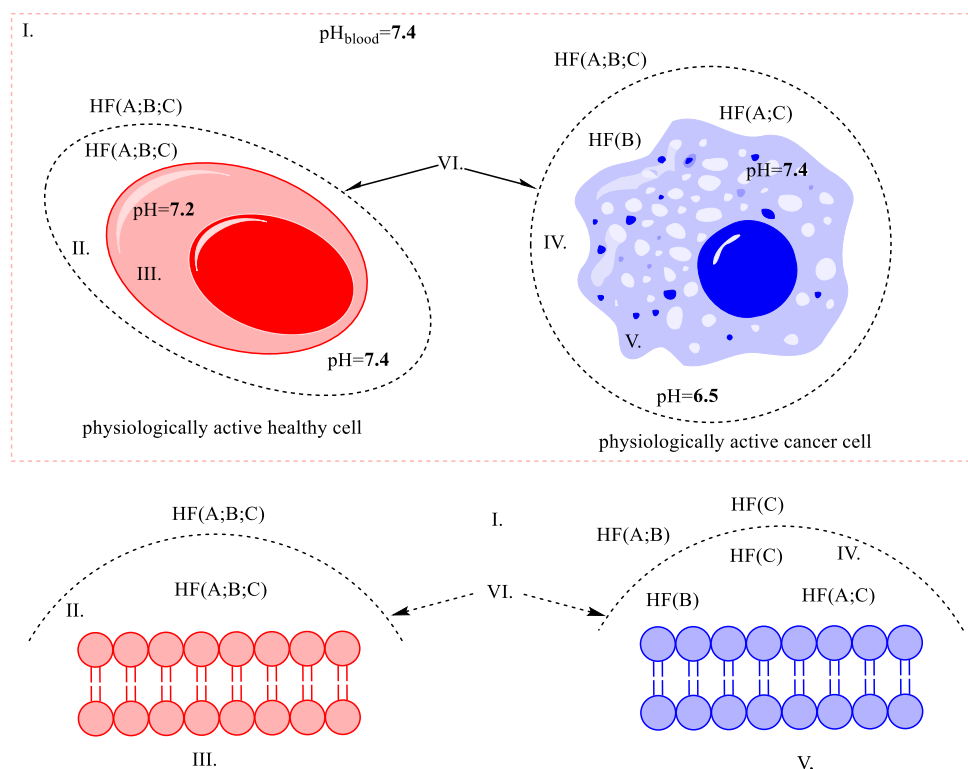 I.
pHblood=7.4
HF(A;B;C)
HF(A;B;C)
HF(A;B;C)
HF(A;C)
HF(B)
VI.
pH=7.4
pH=7.2
II.
III.
IV.
V.
pH=7.4
pH=6.5
physiologically active healthy cell
physiologically active cancer cell
HF(A;B;C)
I.
HF(C)
HF(A;B)
HF(C)
IV.
HF(A;B;C)
II.
VI.
HF(B)
HF(A;C)
III.
V.